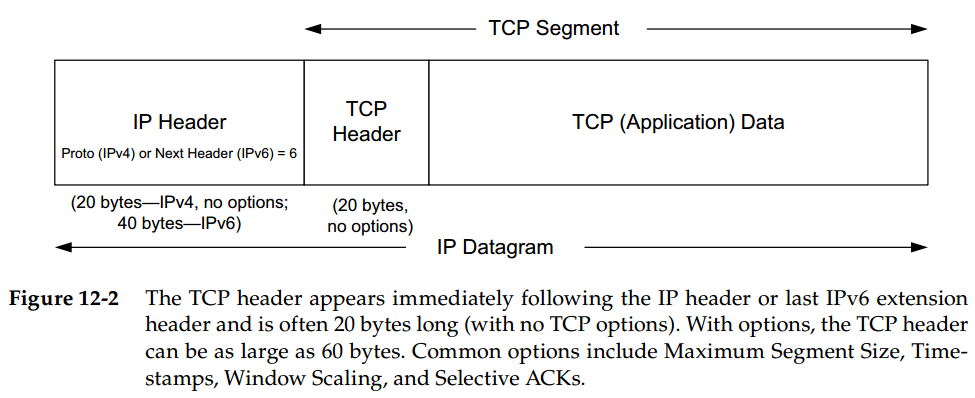 TCP Segment
IP Header
Proto (IPv4) or Next Header (IPv6) = 6
TCP
Header
TCP (Application) Data
(20 bytes—IPv4, no options;
40 bytes—IPv6)
(20 bytes,
no options)
IP Datagram
Figure 12-2 The TCP header appears immediately following the IP header or last IPv6 extension
header and is often 20 bytes long (with no TCP options). With options, the TCP header
can be as large as 60 bytes. Common options include Maximum Segment Size, Time-
stamps, Window Scaling, and Selective ACKs.